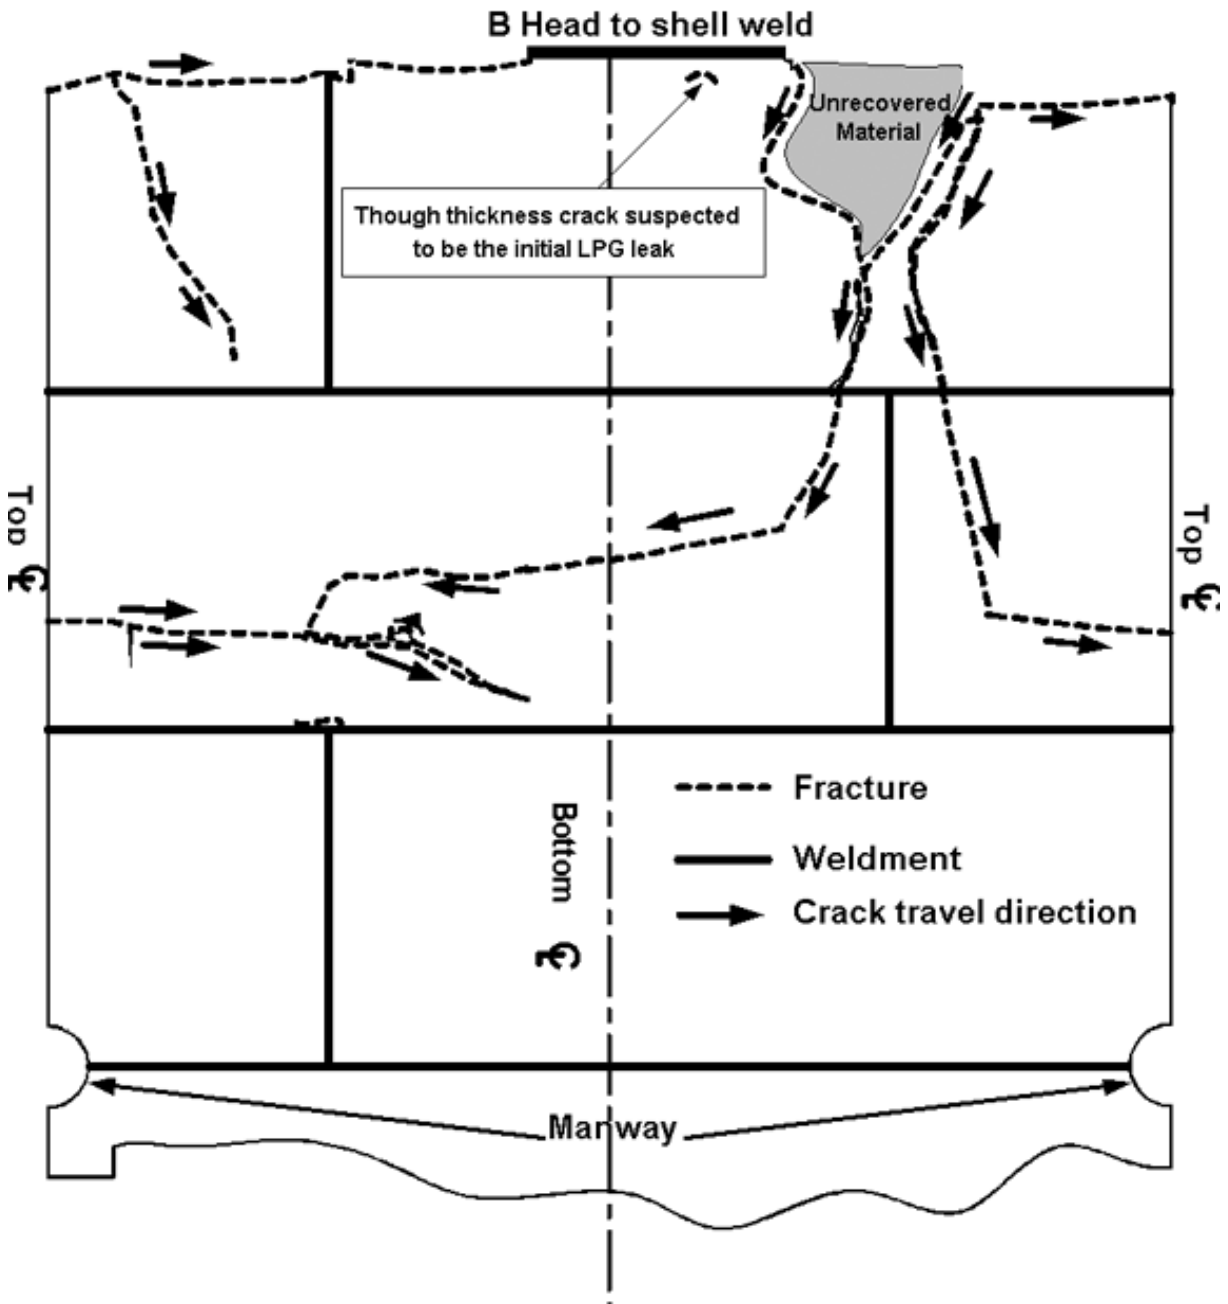 B Head to shell weld
Unrecovered
Material
Though thickness crack suspected
to be the initial LPG leak
Top
℄
Top
℄
Fracture
Weldment
Crack travel direction
Bottom
℄
Manway